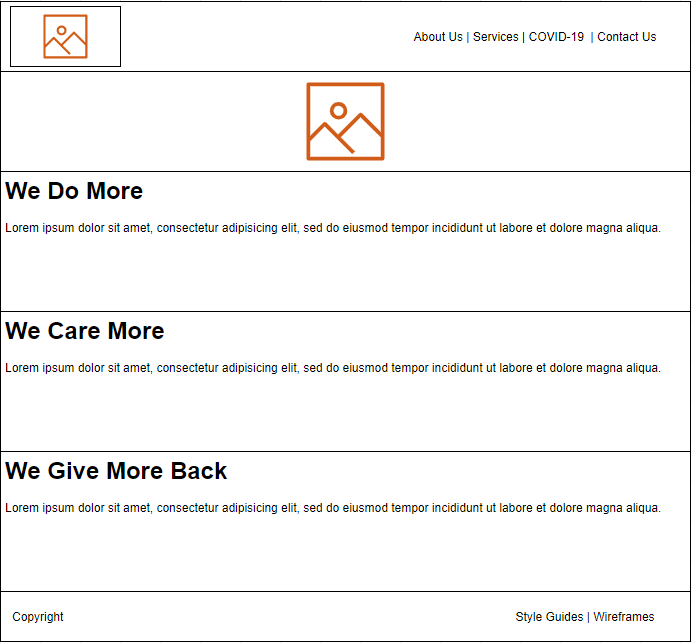 About Us | Services | COVID-19 | Contact Us
We Do More
Lorem ipsum dolor sit amet, consectetur adipisicing elit, sed do eiusmod tempor incididunt ut labore et dolore magna aliqua.
We Care More
Lorem ipsum dolor sit amet, consectetur adipisicing elit, sed do eiusmod tempor incididunt ut labore et dolore magna aliqua.
We Give More Back
Lorem ipsum dolor sit amet, consectetur adipisicing elit, sed do eiusmod tempor incididunt ut labore et dolore magna aliqua.
Copyright
Style Guides | Wireframes